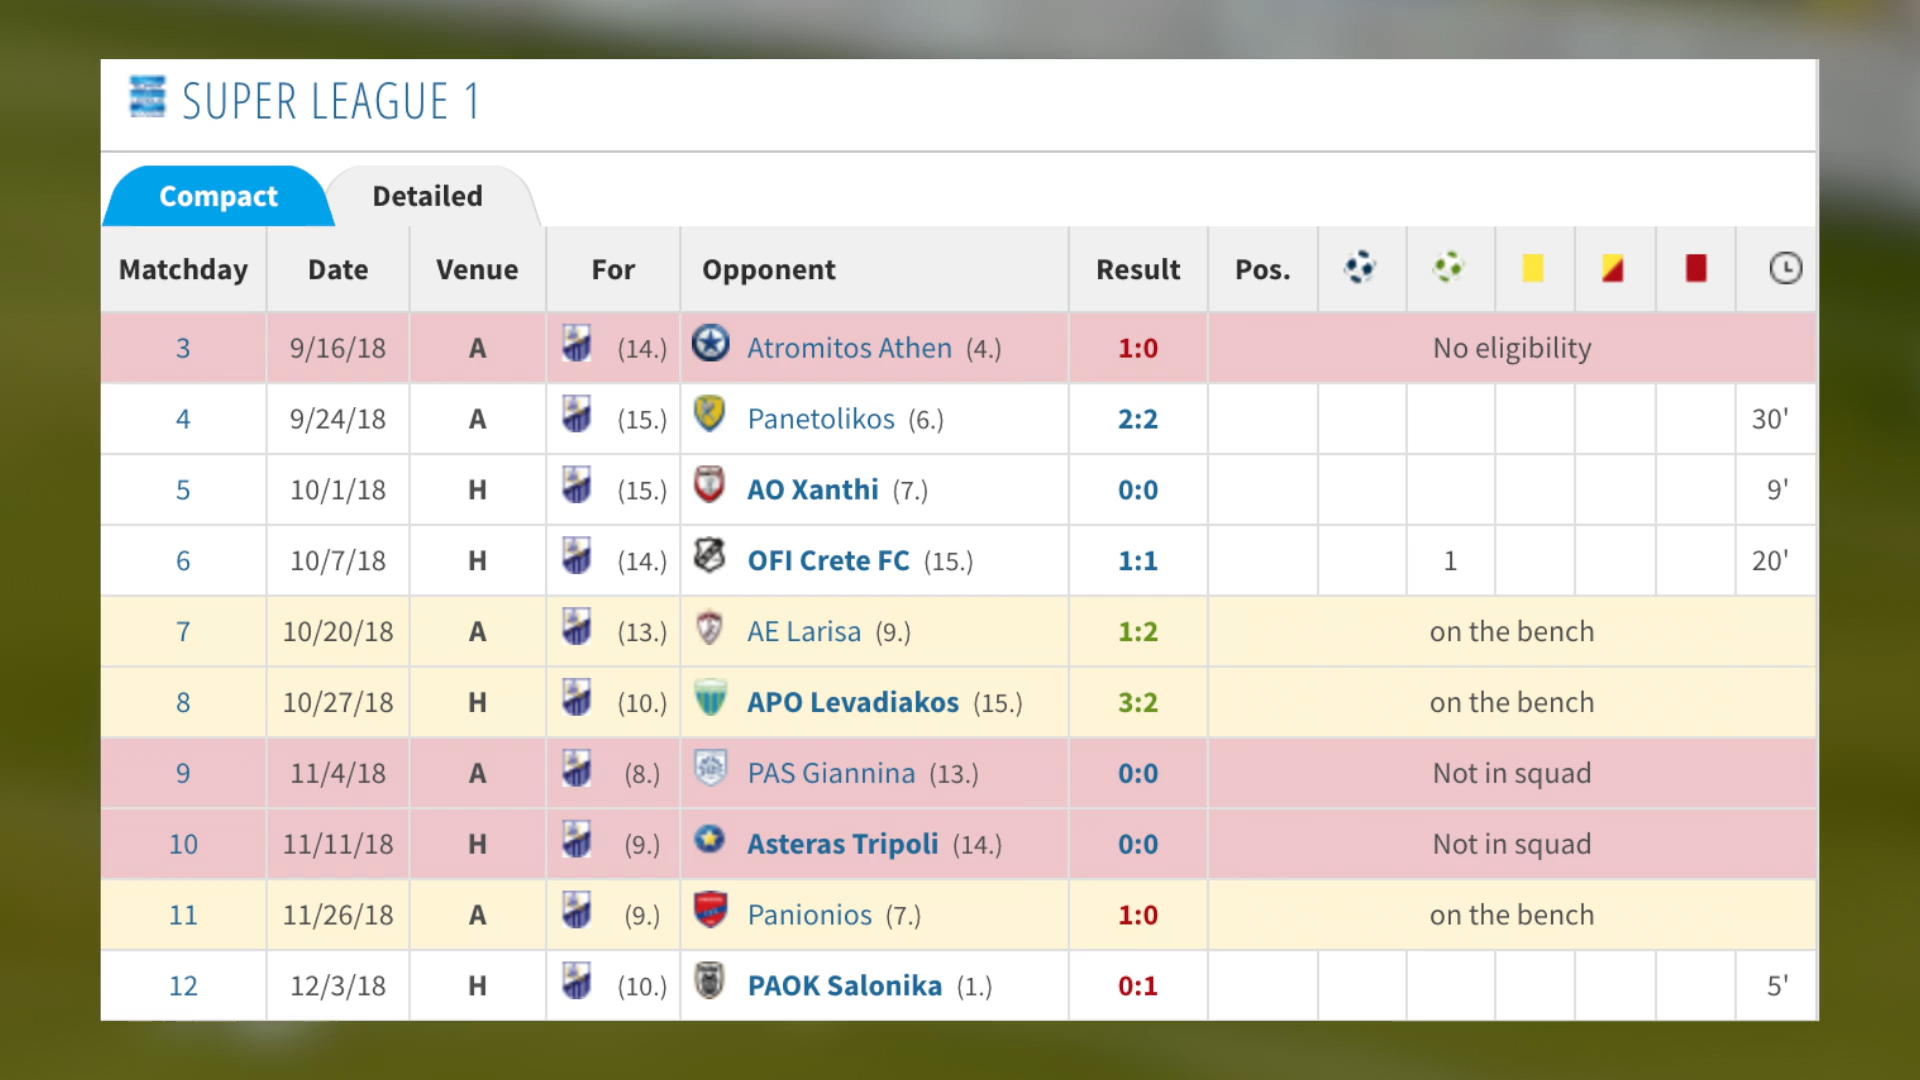 SUPER LEAGUE 1
Compact Detailed
Matchday Date Venue For Opponent Result Pos.
3 9/16/18 A (14.) Atromitos Athen (4.) 1:0 No eligibility
4 9/24/18 A (15.) Panetolikos (6.) 2:2 30'
5 10/1/18 H (15.) AO Xanthi (7.) 0:0 9'
6 10/7/18 H (14.) OFI Crete FC (15.) 1:1 1 20'
7 10/20/18 A (13.) AE Larisa (9.) 1:2 on the bench
8 10/27/18 H (10.) APO Levadiakos (15.) 3:2 on the bench
9 11/4/18 A (8.) PAS Giannina (13.) 0:0 Not in squad
10 11/11/18 H (9.) Asteras Tripoli (14.) 0:0 Not in squad
11 11/26/18 A (9.) Panionios (7.) 1:0 on the bench
12 12/3/18 H (10.) PAOK Salonika (1.) 0:1 5'